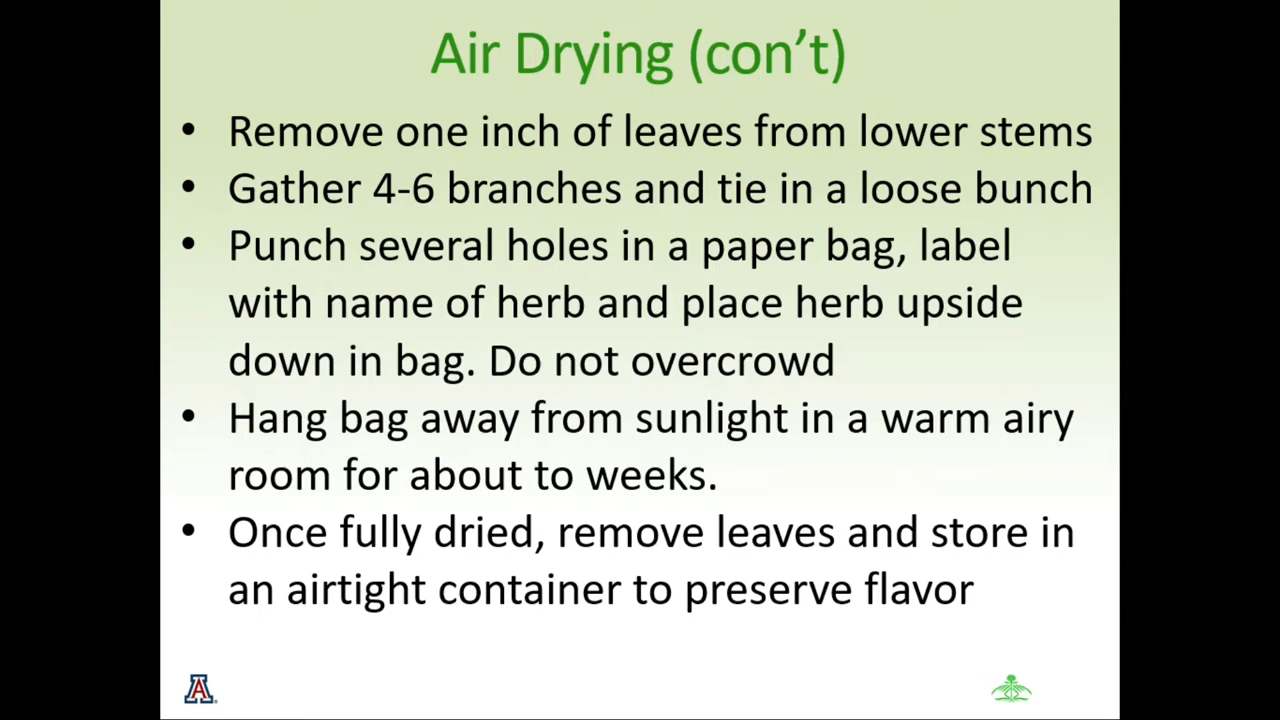 Air Drying (con’t)
• Remove one inch of leaves from lower stems
• Gather 4-6 branches and tie in a loose bunch
• Punch several holes in a paper bag, label
with name of herb and place herb upside
down in bag. Do not overcrowd
• Hang bag away from sunlight in a warm airy
room for about to weeks.
• Once fully dried, remove leaves and store in
an airtight container to preserve flavor
A